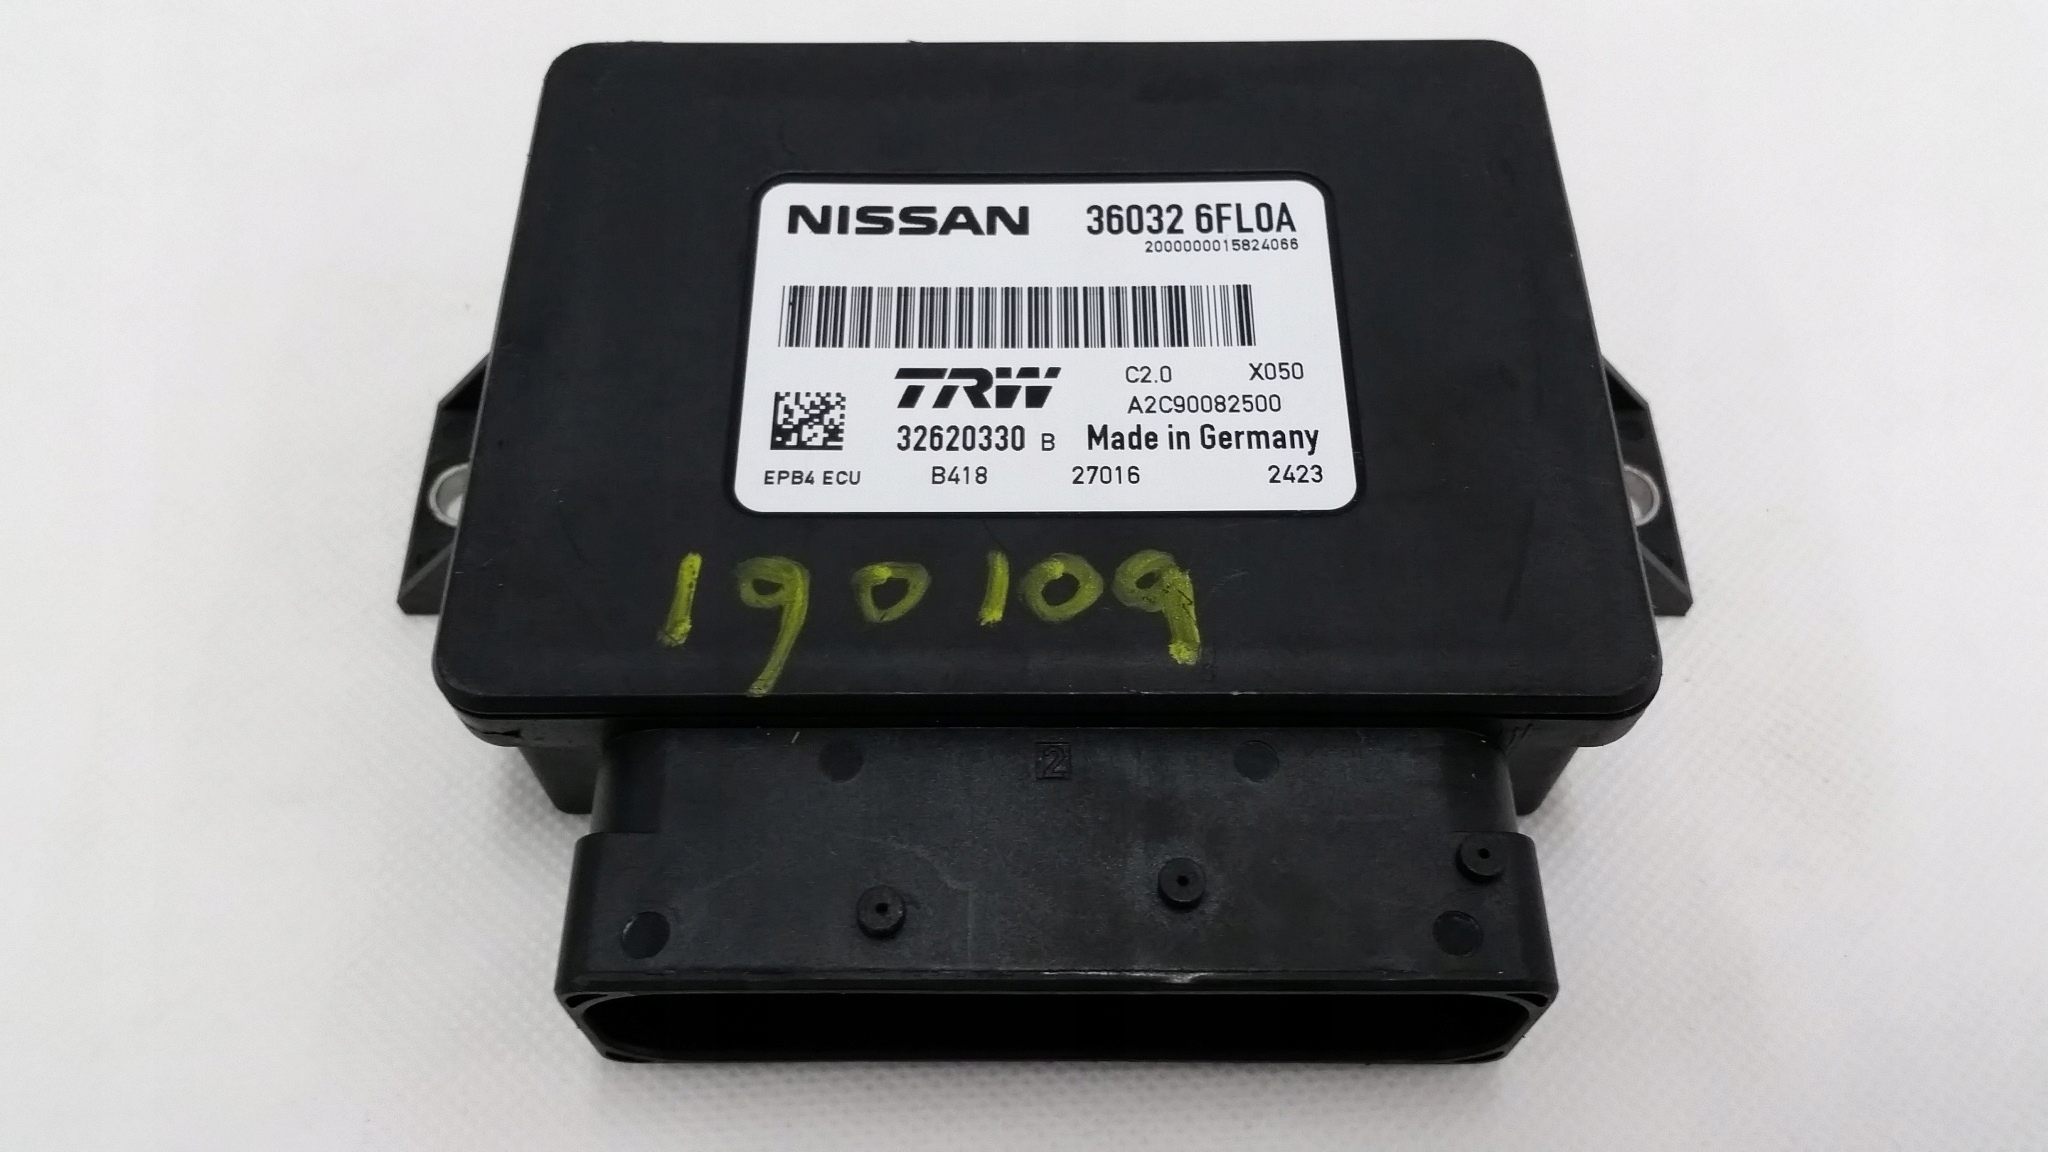 NISSAN 36032 6FL0A
2000000015824066
TRW C2.0 X050
A2C90082500
32620330 B Made in Germany
EPB4 ECU B418 27016 2423
190109
2